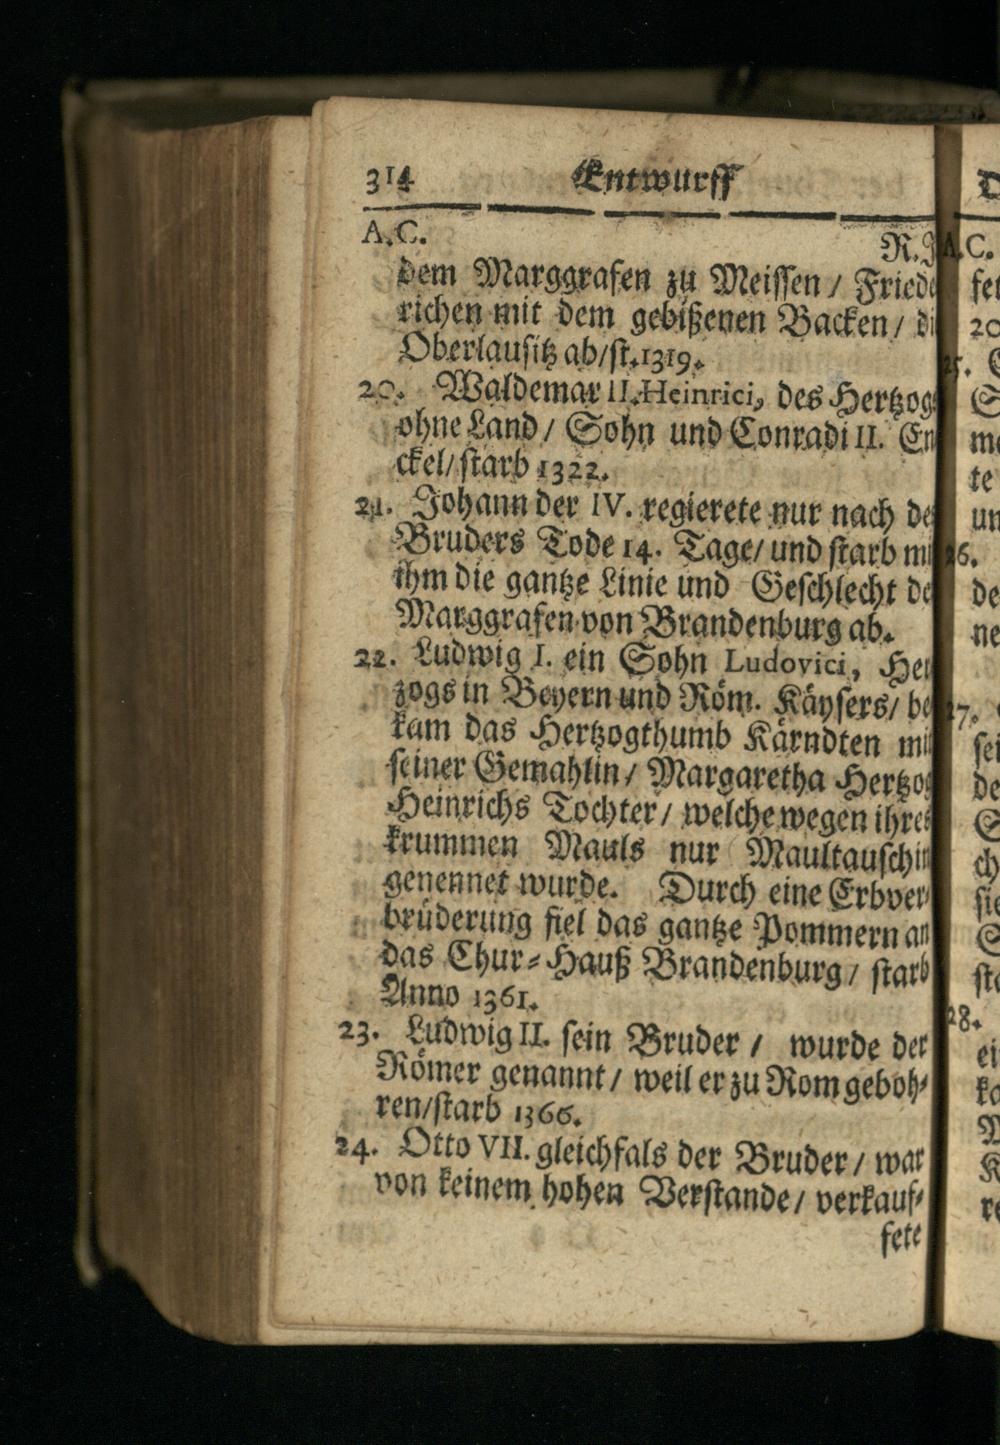 314 Entwurff
A.C. R.
dem Marggrafen zu Meissen / Friede
richen mit dem gebißenen Backen / di
Oberlausitz ab/st. 1319.
20. Waldemar II. Heinrici, des Hertzog
ohne Land / Sohn und Conradi II. En
ckel/ starb 1322.
21. Johann der IV. regierete nur nach de
Bruders Tode 14. Tage/ und starb mi
ihm die gantze Linie und Geschlecht de
Marggrafen von Brandenburg ab.
22. Ludwig I. ein Sohn Ludovici, Her
zogs in Beyern und Röm. Käysers/ be
kam das Hertzogthumb Kärndten mi
seiner Gemahlin / Margaretha Hertzog
Heinrichs Tochter / welche wegen ihres
krummen Mauls nur Maultauschin
genennet wurde. Durch eine Erbver-
brüderung fiel das gantze Pommern an
das Chur-Hauß Brandenburg / starb
Anno 1361.
23. Ludwig II. sein Bruder / wurde der
Römer genannt / weil er zu Rom geboh-
ren/starb 1366.
24. Otto VII. gleichfals der Bruder / war
von keinem hohen Verstande / verkauf-
fete